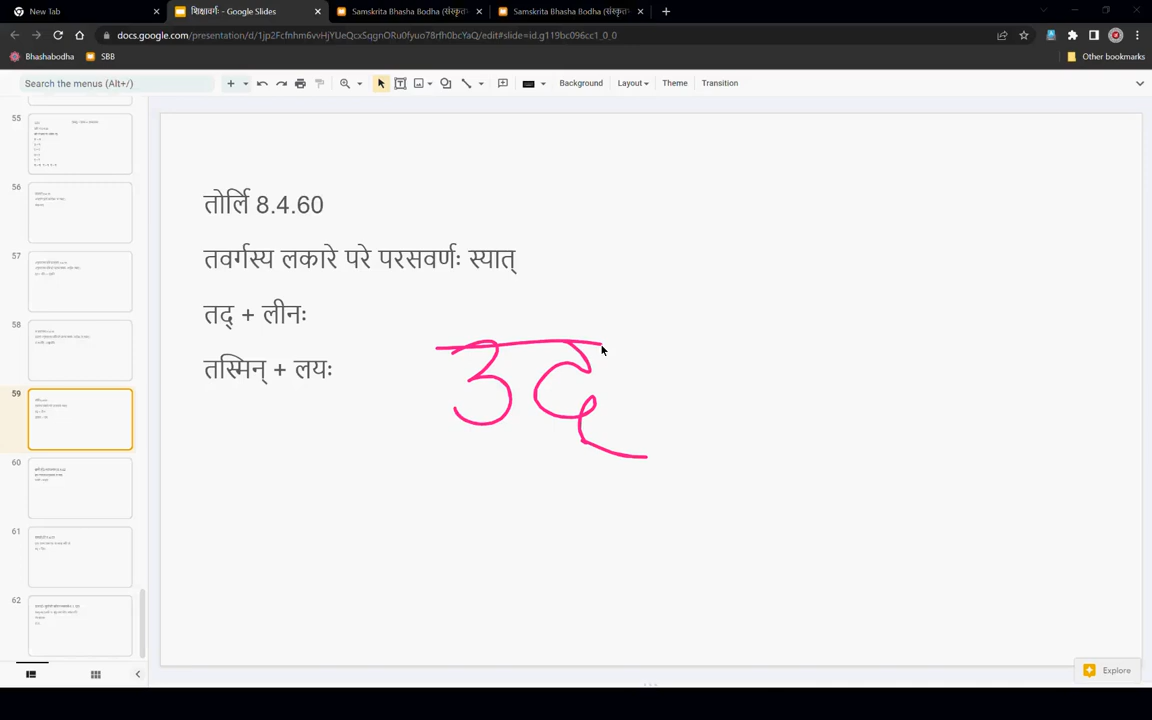 New Tab
शिक्षावर्गः - Google Slides
Samskrita Bhasha Bodha (संस्कृत
Samskrita Bhasha Bodha (संस्कृत
docs.google.com/presentation/d/1jp2Fcfnhm6vvHjYUeQcxSqgnORu0fyuo78rfh0bcYaQ/edit#slide=id.g119bc096cc1_0_0
Bhashabodha
SBB
Other bookmarks
Search the menus (Alt+/)
Background
Layout
Theme
Transition
55
56
57
58
59
60
61
62
तोर्लि 8.4.60
तवर्गस्य लकारे परे परसवर्णः स्यात्
तद् + लीनः
तस्मिन् + लयः
उद्
Explore